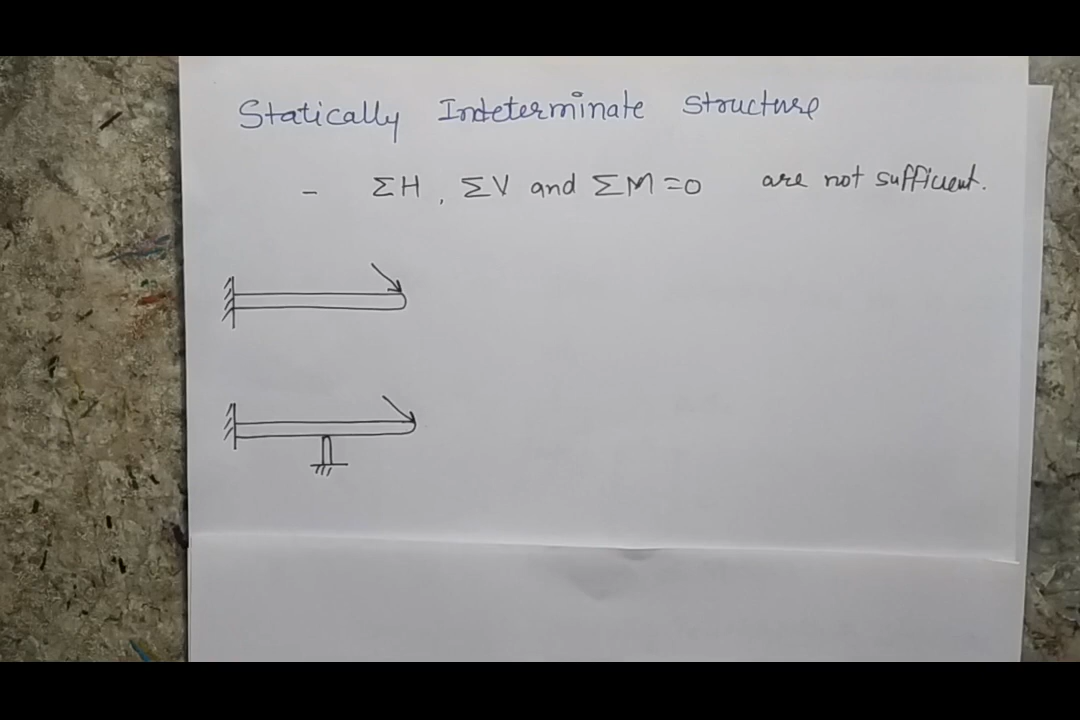 Statically Indeterminate Structure
- ΣH, ΣV and ΣM=0 are not sufficient.